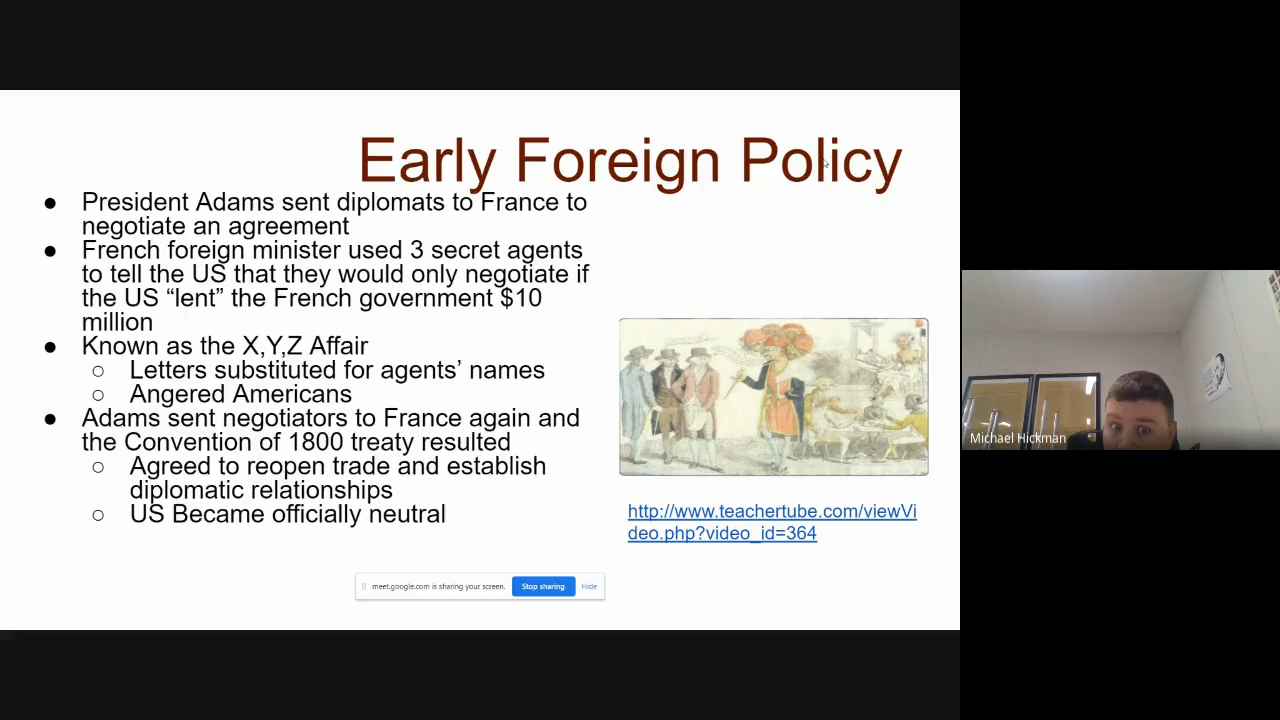 Early Foreign Policy
● President Adams sent diplomats to France to
negotiate an agreement
● French foreign minister used 3 secret agents
to tell the US that they would only negotiate if
the US “lent” the French government $10
million
● Known as the X,Y,Z Affair
○ Letters substituted for agents’ names
○ Angered Americans
● Adams sent negotiators to France again and
the Convention of 1800 treaty resulted
○ Agreed to reopen trade and establish
diplomatic relationships
○ US Became officially neutral
http://www.teachertube.com/viewVi
deo.php?video_id=364
meet.google.com is sharing your screen. Stop sharing Hide
Michael Hickman